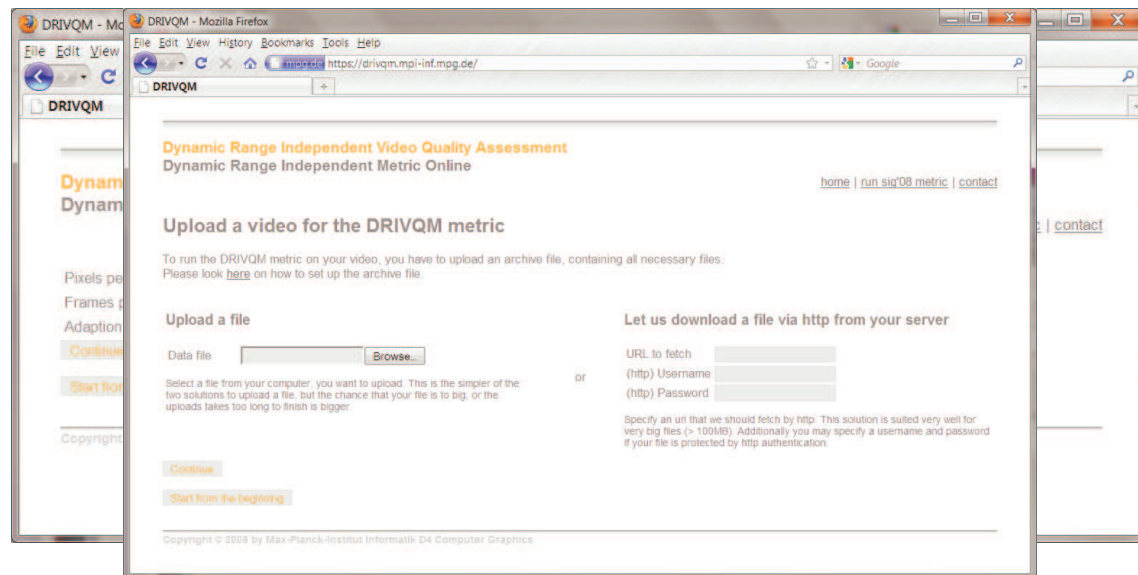 DRIVQM - Mo
File Edit View
DRIVQM
Dynam
Dynam
Pixels pe
Frames p
Adaption
Continue
Start fro
Copyright
DRIVQM - Mozilla Firefox
File Edit View History Bookmarks Tools Help
mpg.de https://drivqm.mpi-inf.mpg.de/
Google
DRIVQM
Dynamic Range Independent Video Quality Assessment
Dynamic Range Independent Metric Online
home | run sig'08 metric | contact
Upload a video for the DRIVQM metric
To run the DRIVQM metric on your video, you have to upload an archive file, containing all necessary files.
Please look here on how to set up the archive file.
Upload a file
Data file
Browse...
Select a file from your computer, you want to upload. This is the simpler of the
two solutions to upload a file, but the chance that your file is to big, or the
uploads takes too long to finish is bigger
or
Let us download a file via http from your server
URL to fetch
(http) Username
(http) Password
Specify an url that we should fetch by http. This solution is suited very well for
very big files (> 100MB). Additionally you may specify a username and password
if your file is protected by http authentication.
Continue
Start from the beginning
Copyright © 2008 by Max-Planck-Institut Informatik D4 Computer Graphics
| contact